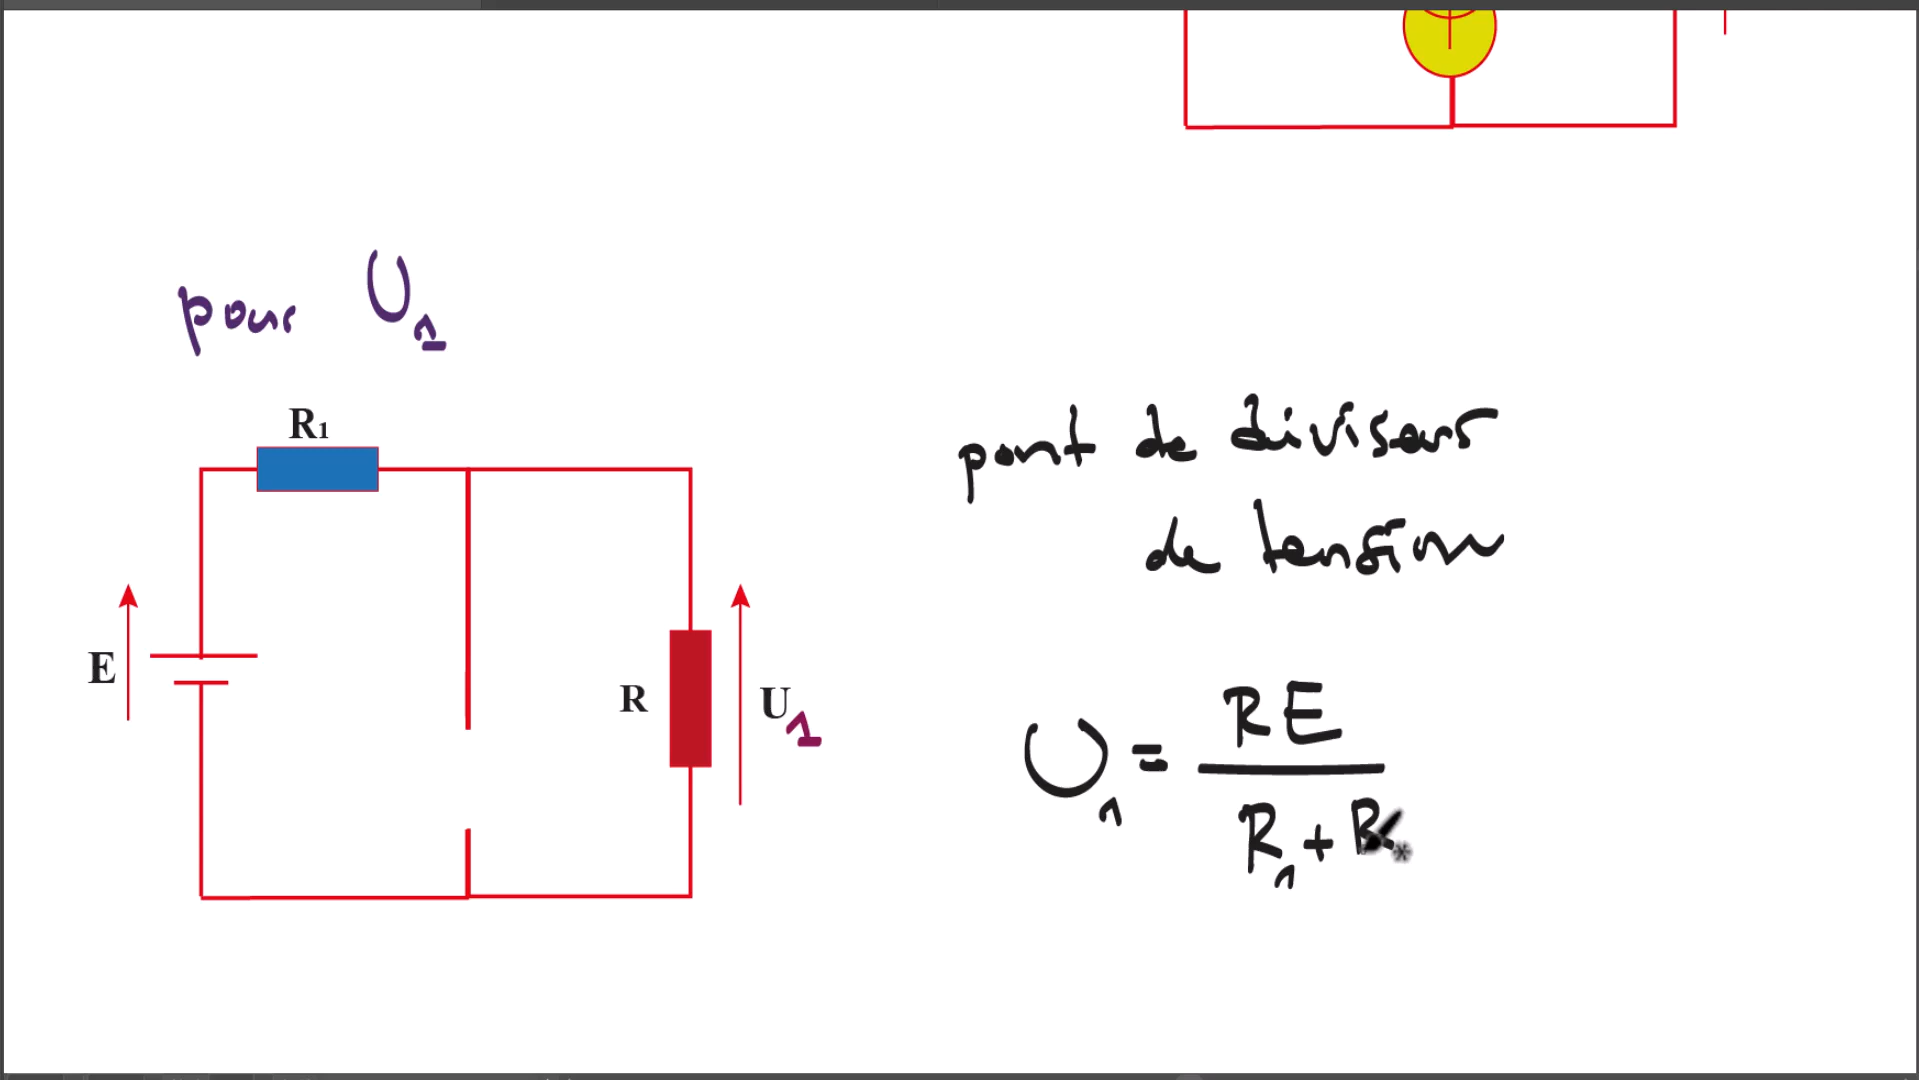 pour U1
R1
E
R
U1
pont de diviseur
de tension
U1 = RE
R1 + R